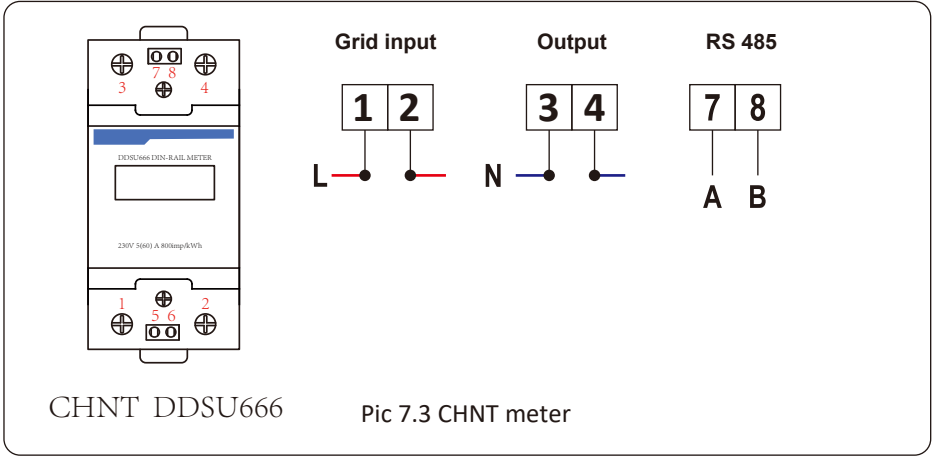 7 8
3 4
DDSU666 DIN-RAIL METER
230V 5(60) A 800imp/kWh
1 2
5 6
CHNT DDSU666
Grid input Output RS 485
1 2 3 4 7 8
L N
A B
Pic 7.3 CHNT meter